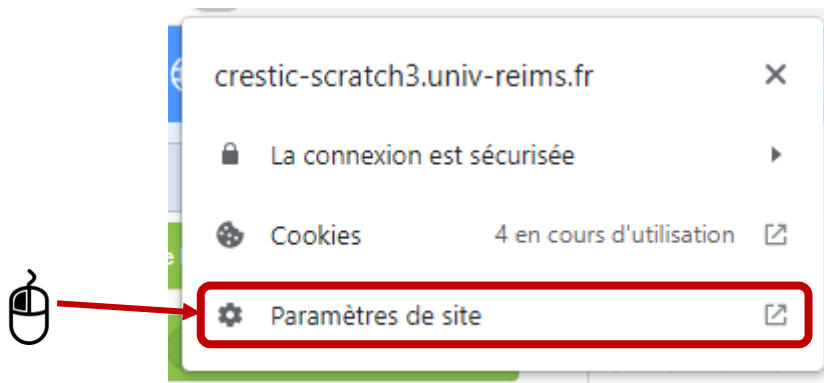 crestic-scratch3.univ-reims.fr
La connexion est sécurisée
Cookies 4 en cours d'utilisation
Paramètres de site